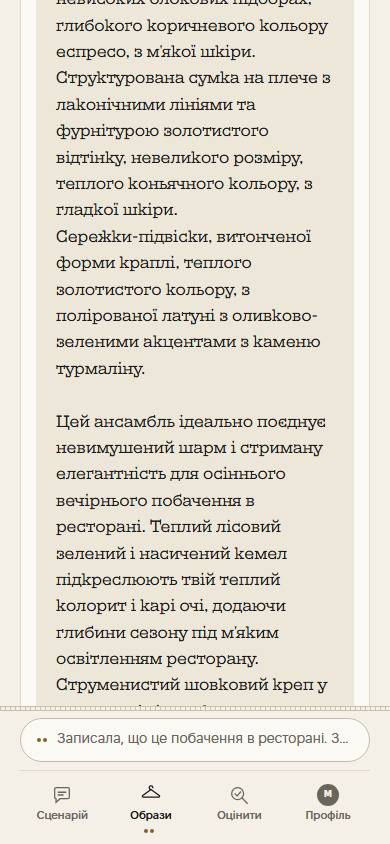 невисоких блокових підборах,
глибокого коричневого кольору
еспресо, з м'якої шкіри.
Структурована сумка на плече з
лаконічними лініями та
фурнітурою золотистого
відтінку, невеликого розміру,
теплого коньячного кольору, з
гладкої шкіри.
Сережки-підвіски, витонченої
форми краплі, теплого
золотистого кольору, з
полірованої латуні з оливково-
зеленими акцентами з каменю
турмаліну.
Цей ансамбль ідеально поєднує
невимушений шарм і стриману
елегантність для осіннього
вечірнього побачення в
ресторані. Теплий лісовий
зелений і насичений кемел
підкреслюють твій теплий
колорит і карі очі, додаючи
глибини сезону під м'яким
освітленням ресторану.
Струменистий шовковий креп у
Записала, що це побачення в ресторані. З...
Сценарій
Образи
Оцінити
М
Профіль